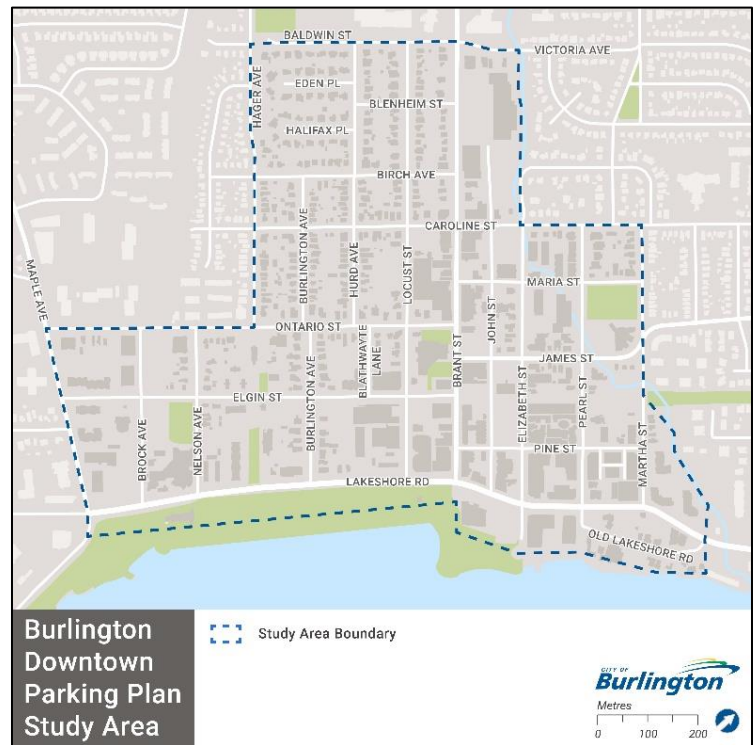 BALDWIN ST
VICTORIA AVE
HAGER AVE
EDEN PL
BLENHEIM ST
HALIFAX PL
BIRCH AVE
CAROLINE ST
MAPLE AVE
BURLINGTON AVE
HURD AVE
LOCUST ST
MARIA ST
JOHN ST
ONTARIO ST
BRANT ST
BLATHWAYTE
LANE
JAMES ST
ELIZABETH ST
PEARL ST
ELGIN ST
BROCK AVE
NELSON AVE
BURLINGTON AVE
MARTHA ST
PINE ST
LAKESHORE RD
OLD LAKESHORE RD
Burlington
Downtown
Parking Plan
Study Area
Study Area Boundary
CITY OF
Burlington
Metres
0 100 200